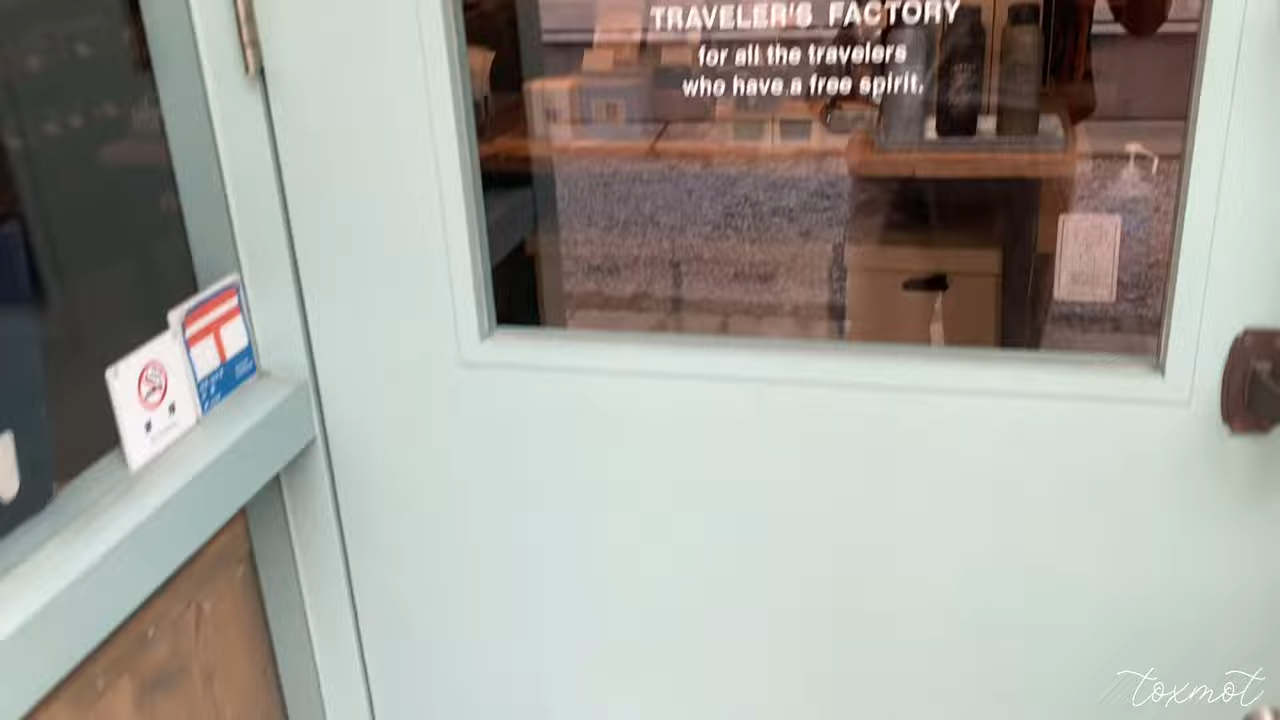 TRAVELER'S FACTORY
for all the travelers
who have a free spirit.
toxmot